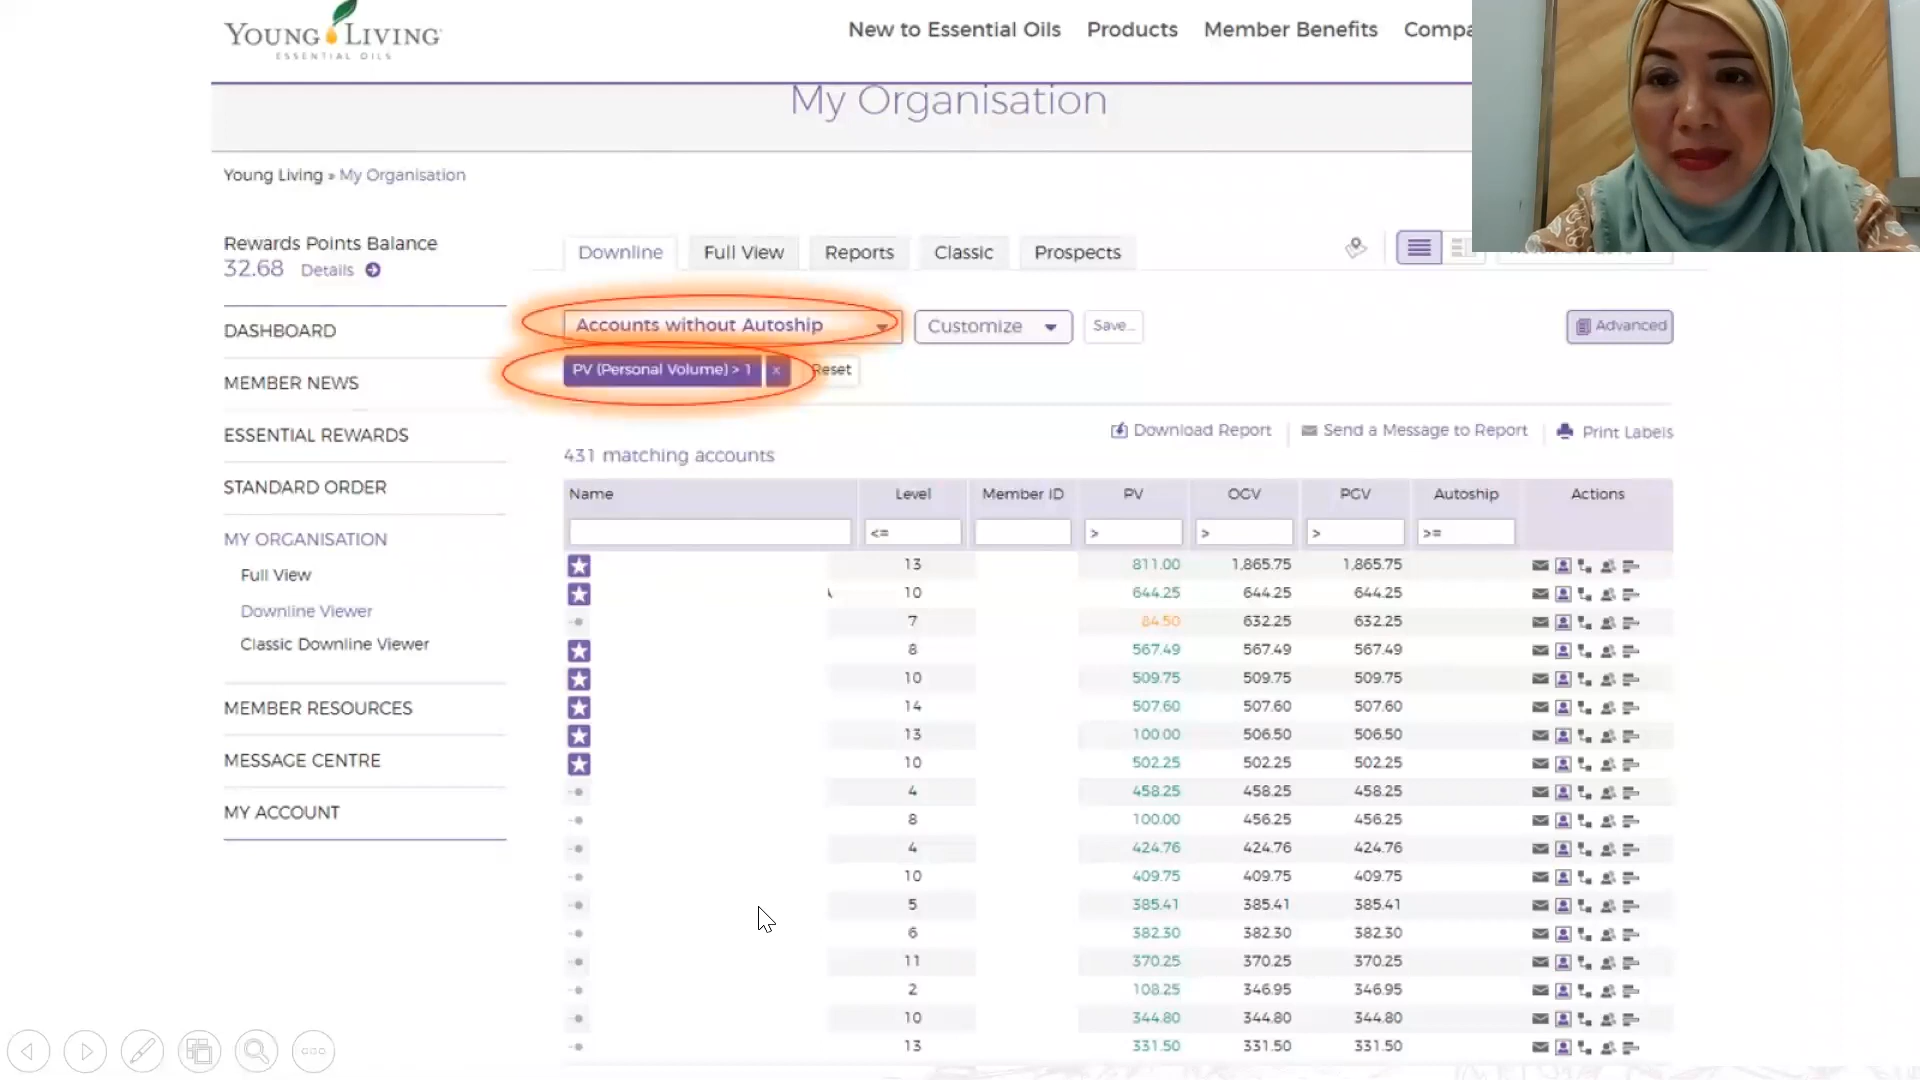 YOUNG LIVING
ESSENTIAL OILS
New to Essential Oils Products Member Benefits Compa
My Organisation
Young Living » My Organisation
Rewards Points Balance
32.68 Details
DASHBOARD
MEMBER NEWS
ESSENTIAL REWARDS
STANDARD ORDER
MY ORGANISATION
Full View
Downline Viewer
Classic Downline Viewer
MEMBER RESOURCES
MESSAGE CENTRE
MY ACCOUNT
Downline Full View Reports Classic Prospects
Accounts without Autoship Customize Save... Advanced
PV (Personal Volume) > 1 x Reset
Download Report Send a Message to Report Print Labels
431 matching accounts
Name Level Member ID PV OGV PGV Autoship Actions
<= > > > >=
13 811.00 1,865.75 1,865.75
10 644.25 644.25 644.25
7 84.50 632.25 632.25
8 567.49 567.49 567.49
10 509.75 509.75 509.75
14 507.60 507.60 507.60
13 100.00 506.50 506.50
10 502.25 502.25 502.25
4 458.25 458.25 458.25
8 100.00 456.25 456.25
4 424.76 424.76 424.76
10 409.75 409.75 409.75
5 385.41 385.41 385.41
6 382.30 382.30 382.30
11 370.25 370.25 370.25
2 108.25 346.95 346.95
10 344.80 344.80 344.80
13 331.50 331.50 331.50